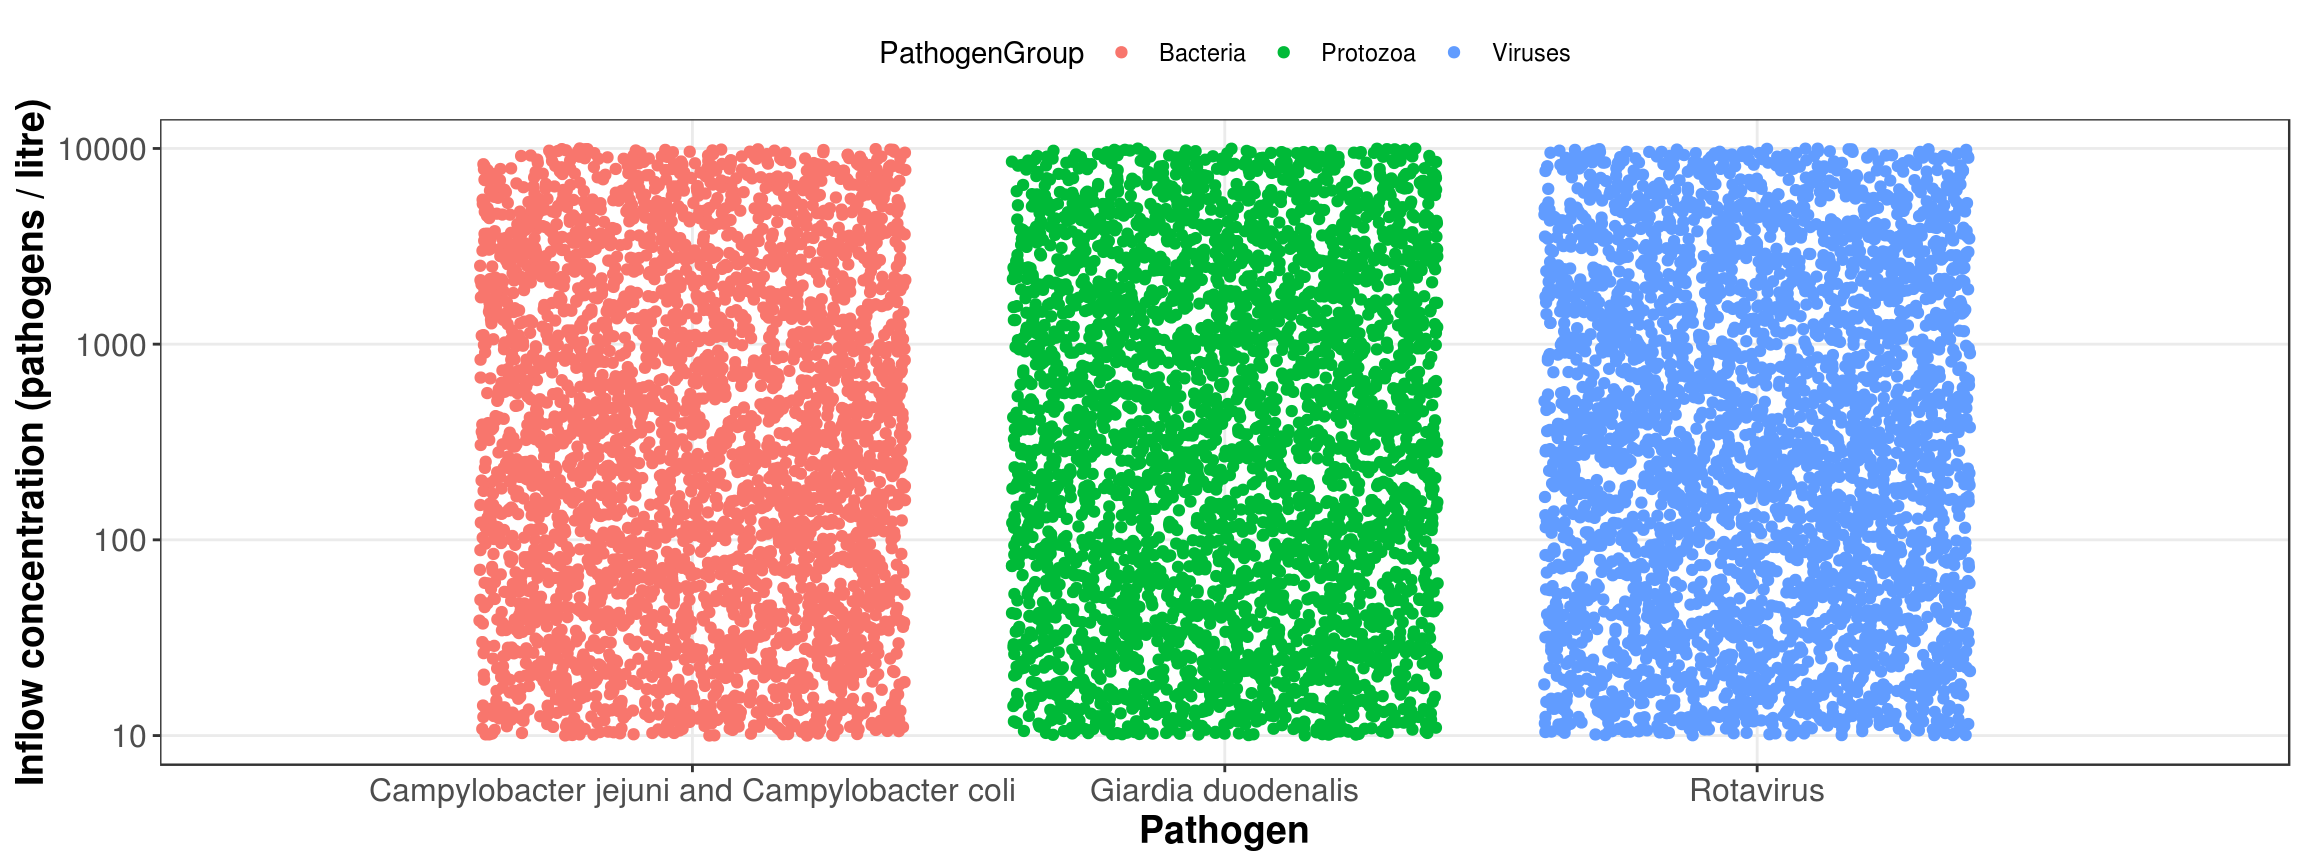 PathogenGroup Bacteria Protozoa Viruses
Inflow concentration (pathogens / litre)
10000
1000
100
10
Campylobacter jejuni and Campylobacter coli Giardia duodenalis Rotavirus
Pathogen